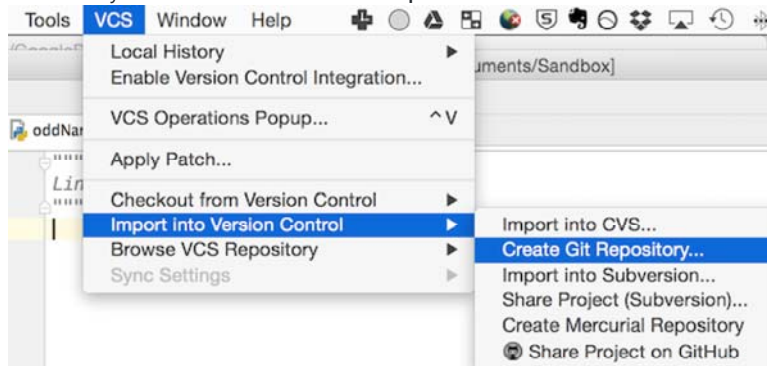 Tools VCS Window Help
Local History
Enable Version Control Integration...
uments/Sandbox]
VCS Operations Popup... ^V
oddNar
Apply Patch...
"""
Lin
"""
Checkout from Version Control
Import into Version Control
Browse VCS Repository
Sync Settings
Import into CVS...
Create Git Repository...
Import into Subversion...
Share Project (Subversion)...
Create Mercurial Repository
Share Project on GitHub